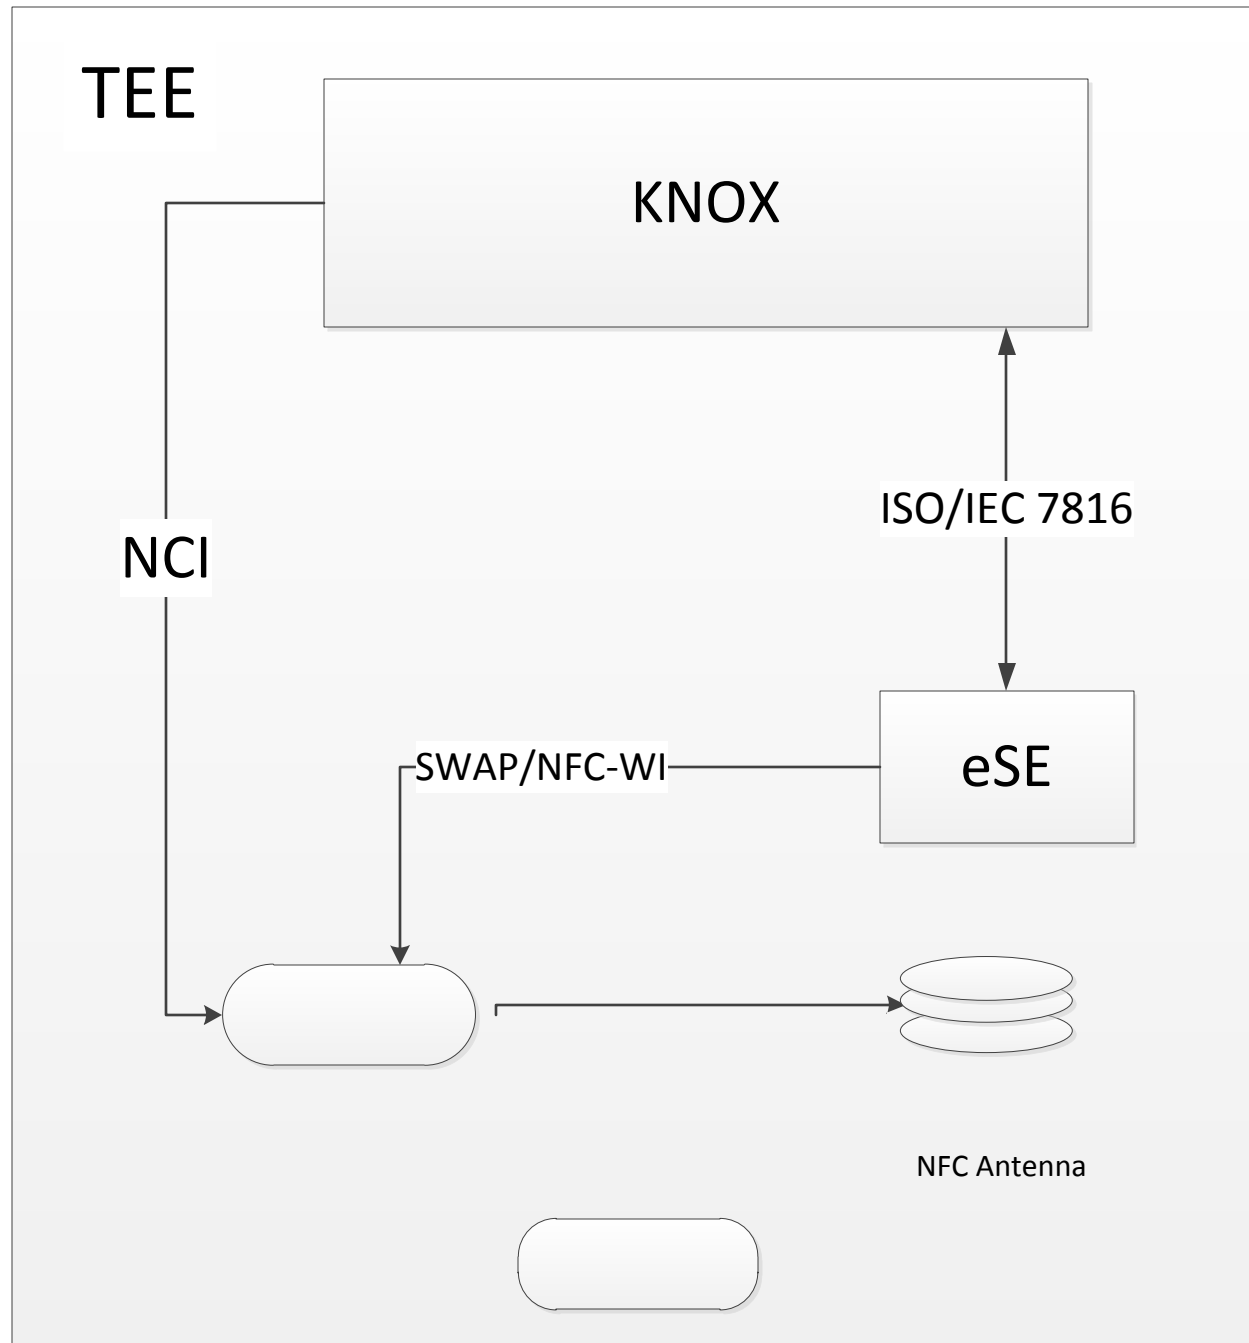 TEE
KNOX
ISO/IEC 7816
NCI
SWAP/NFC-WI
eSE
NFC Antenna